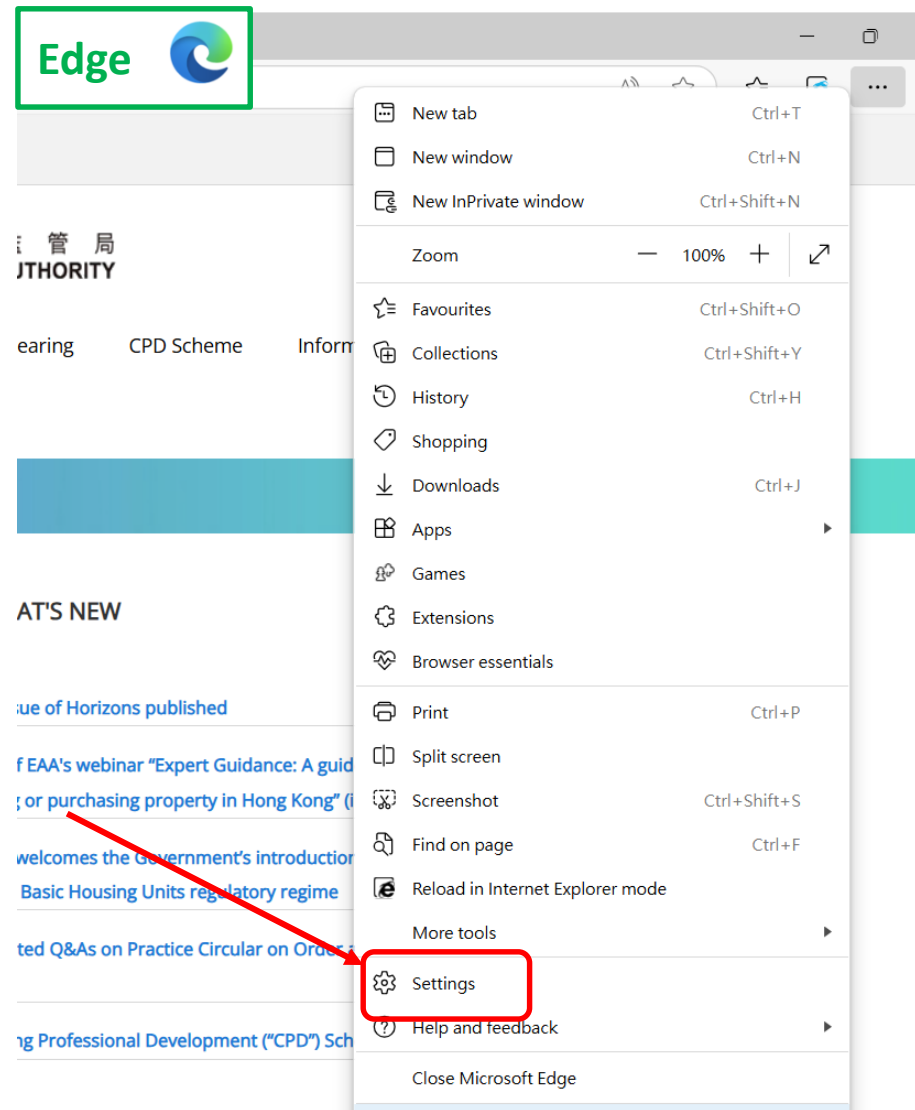 Edge
New tab Ctrl+T
New window Ctrl+N
New InPrivate window Ctrl+Shift+N
管 局
UTHORITY
Zoom 100%
Favourites Ctrl+Shift+O
earing CPD Scheme Inform
Collections Ctrl+Shift+Y
History Ctrl+H
Shopping
Downloads Ctrl+J
Apps
Games
AT'S NEW
Extensions
Browser essentials
sue of Horizons published
Print Ctrl+P
Split screen
f EAA's webinar “Expert Guidance: A guid
g or purchasing property in Hong Kong” (i
Screenshot Ctrl+Shift+S
Find on page Ctrl+F
welcomes the Government’s introduction
Basic Housing Units regulatory regime
Reload in Internet Explorer mode
More tools
ted Q&As on Practice Circular on Order a
Settings
Help and feedback
ng Professional Development (“CPD”) Sch
Close Microsoft Edge